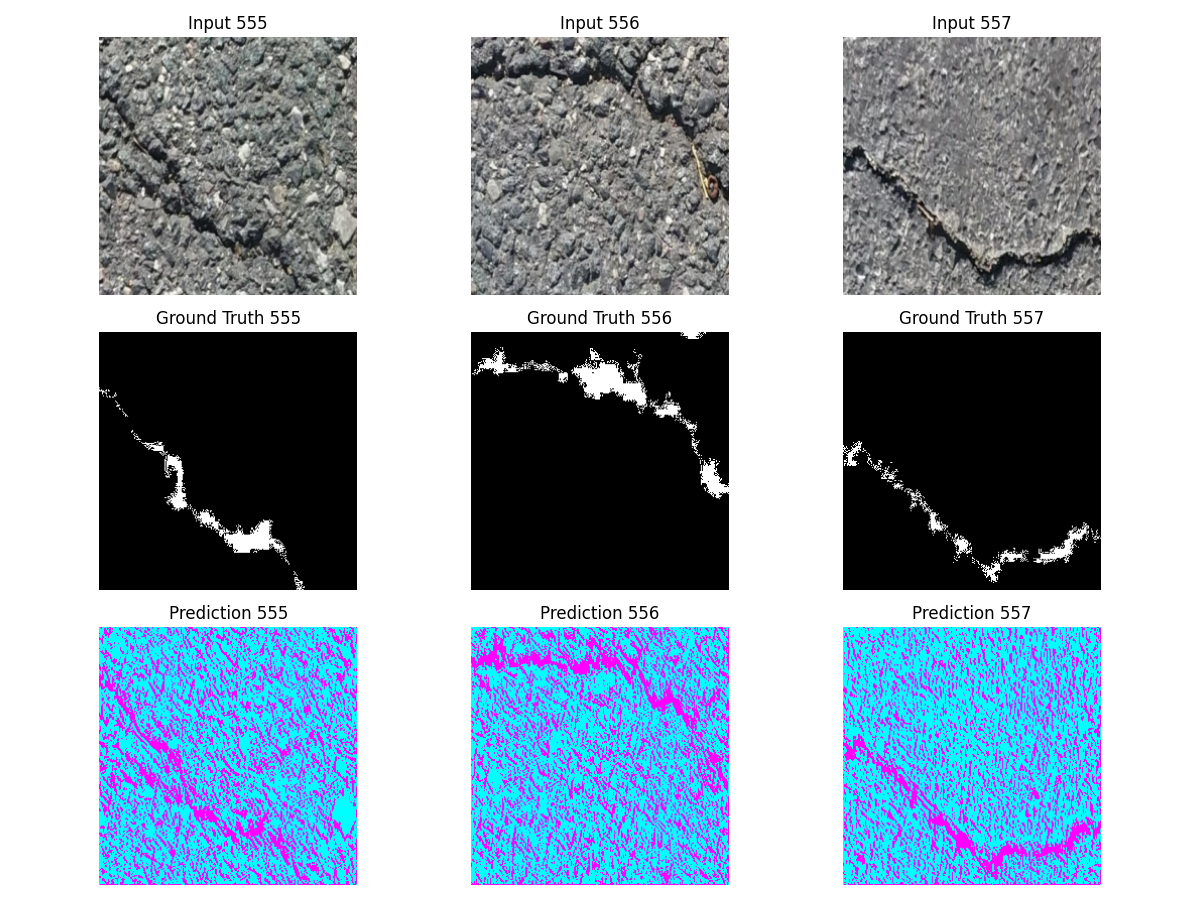 Input 555
Input 556
Input 557
Ground Truth 555
Ground Truth 556
Ground Truth 557
Prediction 555
Prediction 556
Prediction 557